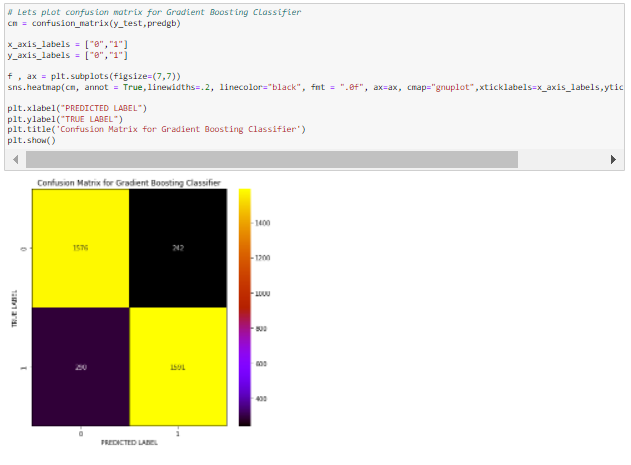 # Lets plot confusion matrix for Gradient Boosting Classifier
cm = confusion_matrix(y_test,predgb)
x_axis_labels = ["0","1"]
y_axis_labels = ["0","1"]
f , ax = plt.subplots(figsize=(7,7))
sns.heatmap(cm, annot = True,linewidths=.2, linecolor="black", fmt = ".0f", ax=ax, cmap="gnuplot",xticklabels=x_axis_labels,ytic
plt.xlabel("PREDICTED LABEL")
plt.ylabel("TRUE LABEL")
plt.title('Confusion Matrix for Gradient Boosting Classifier')
plt.show()
Confusion Matrix for Gradient Boosting Classifier
TRUE LABEL
0
1576
242
1
290
1591
0
1
PREDICTED LABEL
1400
1200
1000
800
600
400